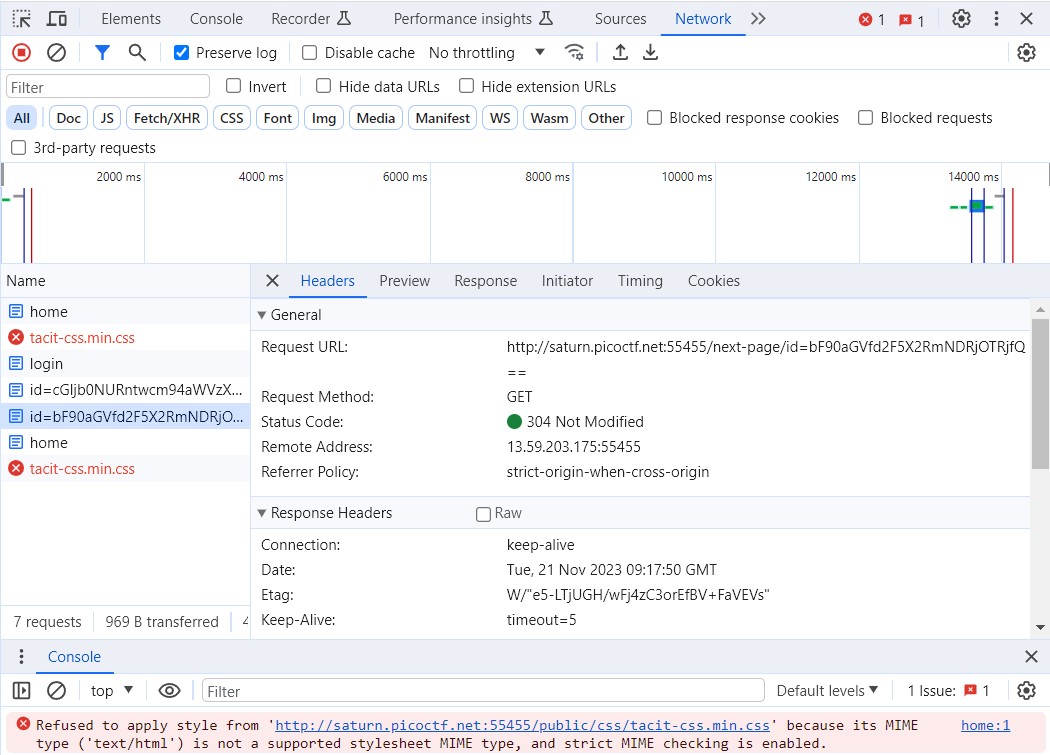 Elements Console Recorder Performance insights Sources Network 1 1
Preserve log Disable cache No throttling
Filter Invert Hide data URLs Hide extension URLs
All Doc JS Fetch/XHR CSS Font Img Media Manifest WS Wasm Other Blocked response cookies Blocked requests
3rd-party requests
2000 ms 4000 ms 6000 ms 8000 ms 10000 ms 12000 ms 14000 ms
Name Headers Preview Response Initiator Timing Cookies
home
tacit-css.min.css
login
id=cGljb0NURntwcm94aWVzX...
id=bF90aGVfd2F5X2RmNDRjO...
home
tacit-css.min.css
7 requests 969 B transferred 4
General
Request URL: http://saturn.picoctf.net:55455/next-page/id=bF90aGVfd2F5X2RmNDRjOTRjfQ
==
Request Method: GET
Status Code: 304 Not Modified
Remote Address: 13.59.203.175:55455
Referrer Policy: strict-origin-when-cross-origin
Response Headers Raw
Connection: keep-alive
Date: Tue, 21 Nov 2023 09:17:50 GMT
Etag: W/"e5-LTjUGH/wFj4zC3orEfBV+FaVEVs"
Keep-Alive: timeout=5
Console
top Filter Default levels 1 Issue: 1
Refused to apply style from 'http://saturn.picoctf.net:55455/public/css/tacit-css.min.css' because its MIME home:1
type ('text/html') is not a supported stylesheet MIME type, and strict MIME checking is enabled.